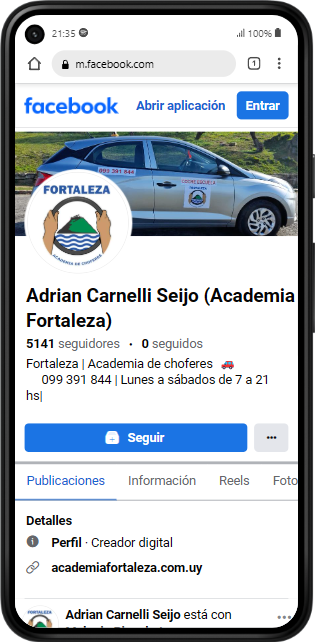 21:35
100%
m.facebook.com
1
facebook
Abrir aplicación
Entrar
093 391 844
FORTALEZA
ACADEMIA DE CHOFERES
Adrian Carnelli Seijo (Academia
Fortaleza)
5141 seguidores · 0 seguidos
Fortaleza | Academia de choferes
099 391 844 | Lunes a sábados de 7 a 21
hs|
Seguir
Publicaciones
Información
Reels
Foto
Detalles
Perfil · Creador digital
academiafortaleza.com.uy
FORTALEZA
Adrian Carnelli Seijo está con